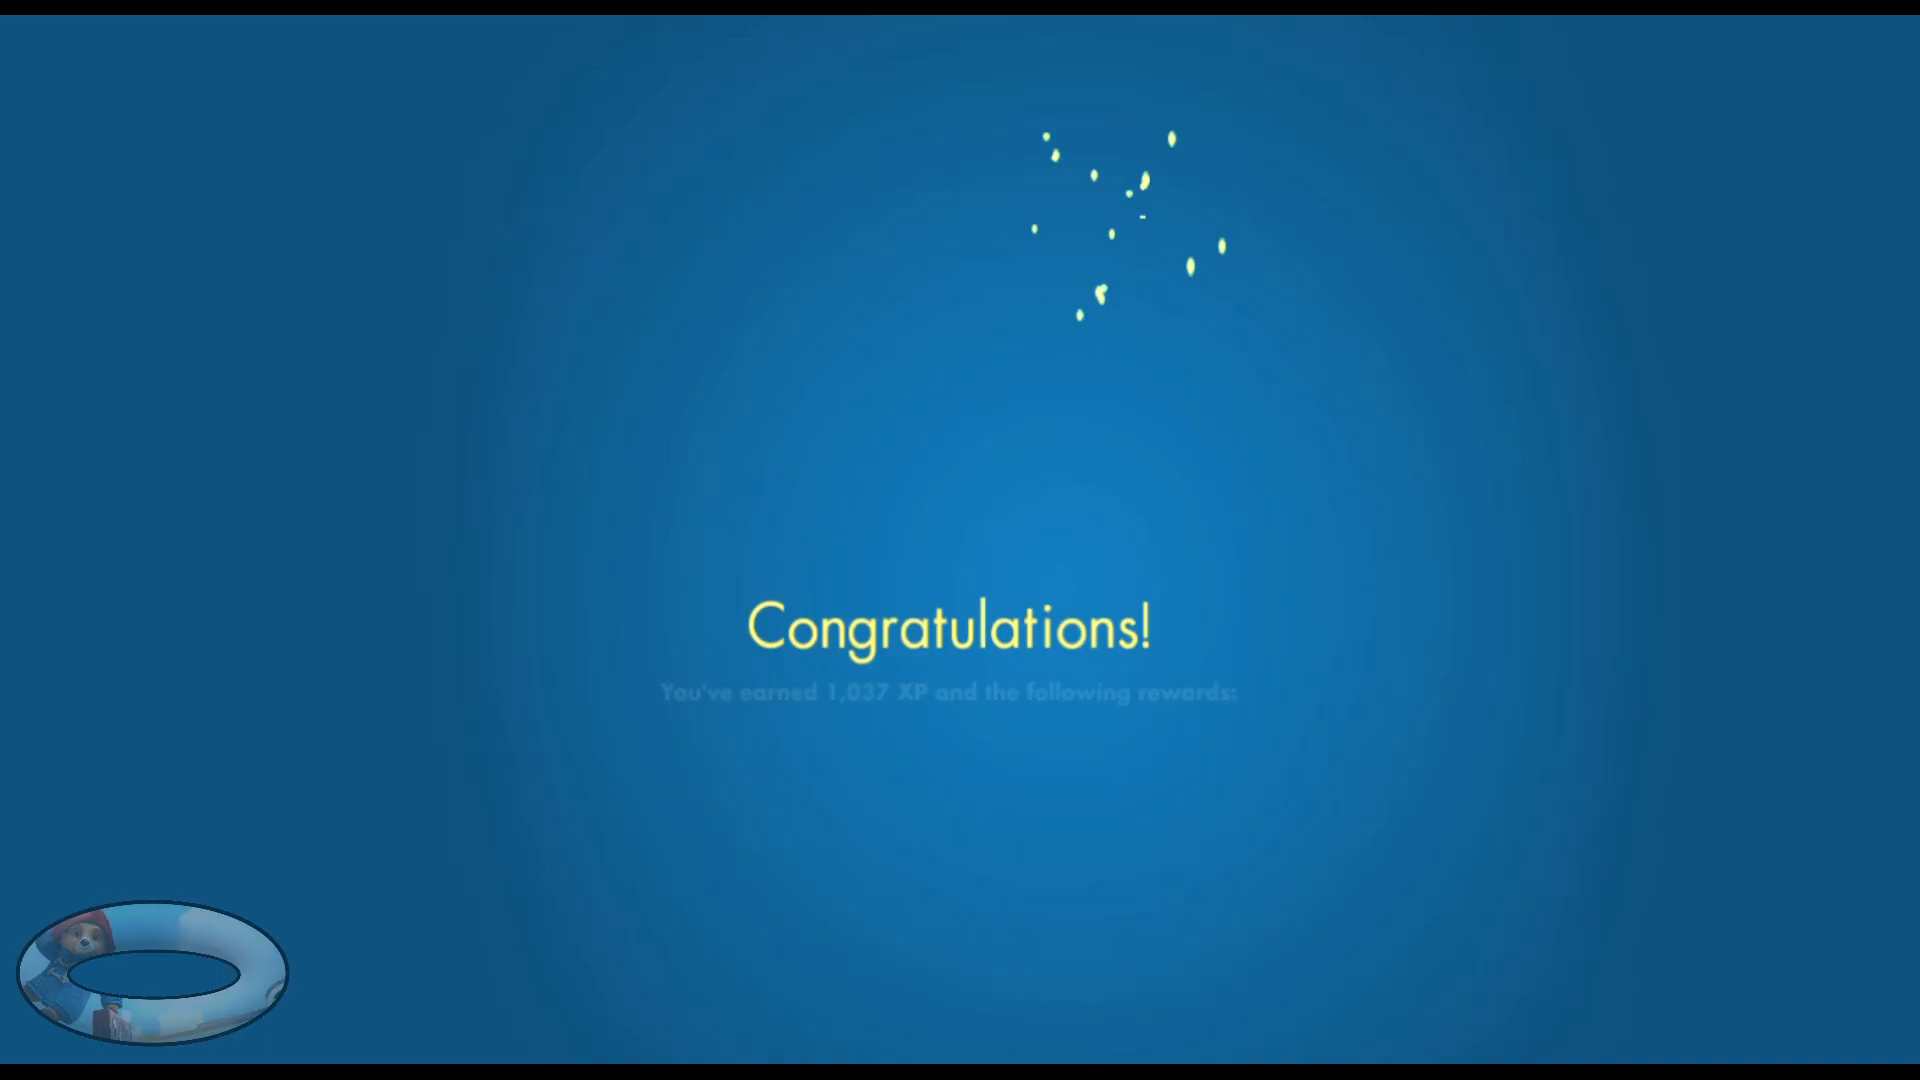 Congratulations!
You've earned 1,037 XP and the following rewards: